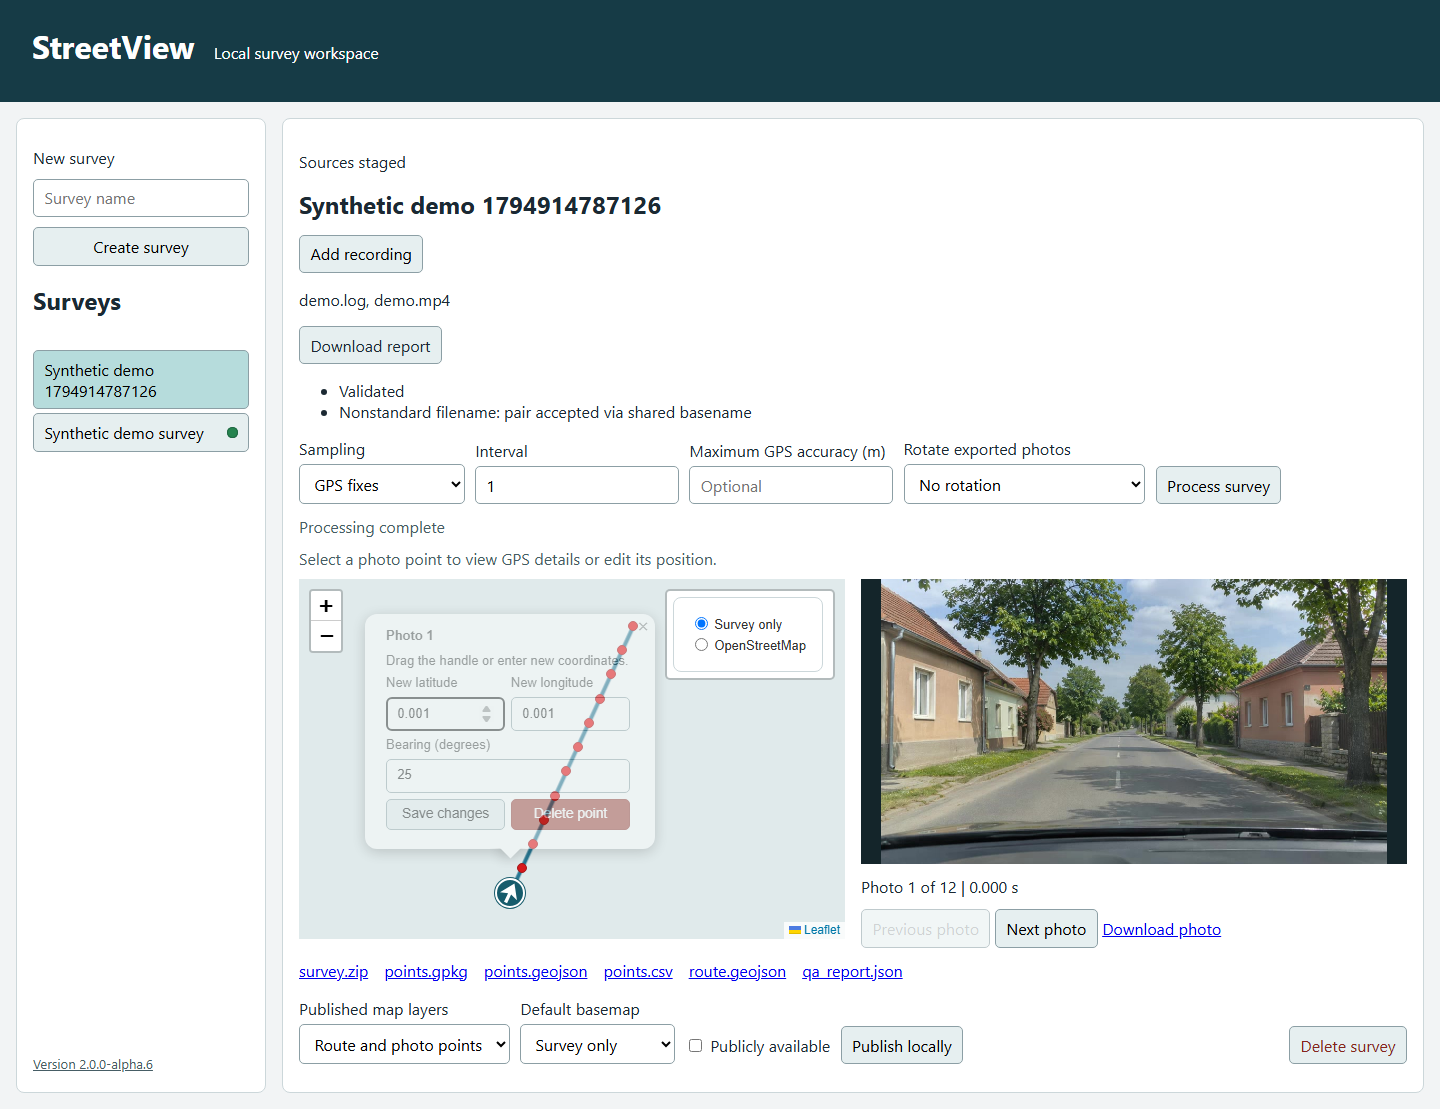 StreetView Local survey workspace
New survey
Survey name
Create survey
Surveys
Synthetic demo
1794914787126
Synthetic demo survey
Version 2.0.0-alpha.6
Sources staged
Synthetic demo 1794914787126
Add recording
demo.log, demo.mp4
Download report
Validated
Nonstandard filename: pair accepted via shared basename
Sampling Interval Maximum GPS accuracy (m) Rotate exported photos
GPS fixes 1 Optional No rotation Process survey
Processing complete
Select a photo point to view GPS details or edit its position.
+
−
Photo 1 ×
Drag the handle or enter new coordinates.
New latitude New longitude
0.001 0.001
Bearing (degrees)
25
Save changes Delete point
Survey only
OpenStreetMap
Leaflet
Photo 1 of 12 | 0.000 s
Previous photo Next photo Download photo
survey.zip points.gpkg points.geojson points.csv route.geojson qa_report.json
Published map layers Default basemap
Route and photo points Survey only Publicly available Publish locally Delete survey